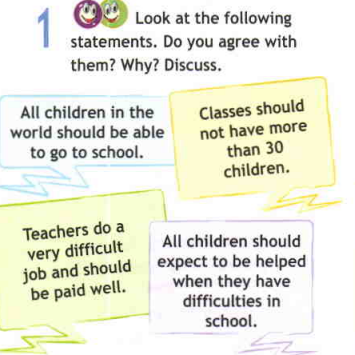 1 Look at the following
statements. Do you agree with
them? Why? Discuss.
All children in the
world should be able
to go to school.
Classes should
not have more
than 30
children.
Teachers do a
very difficult
job and should
be paid well.
All children should
expect to be helped
when they have
difficulties in
school.